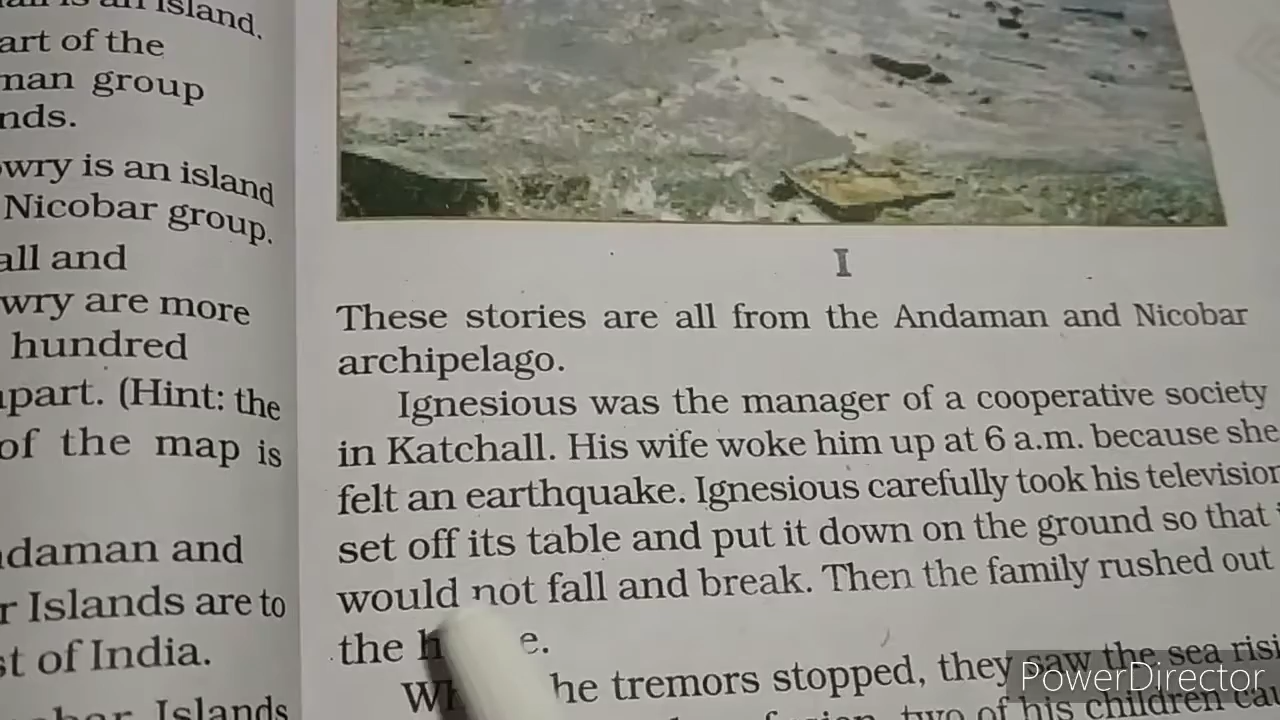 an island.
art of the
man group
nds.
wry is an island
Nicobar group.
all and
wry are more
hundred
part. (Hint: the
of the map is
daman and
r Islands are to
st of India.
Islands
I
These stories are all from the Andaman and Nicobar
archipelago.
Ignesious was the manager of a cooperative society
in Katchall. His wife woke him up at 6 a.m. because she
felt an earthquake. Ignesious carefully took his television
set off its table and put it down on the ground so that
would not fall and break. Then the family rushed out
the
the tremors stopped, they saw the sea risi
two of his children
PowerDirector